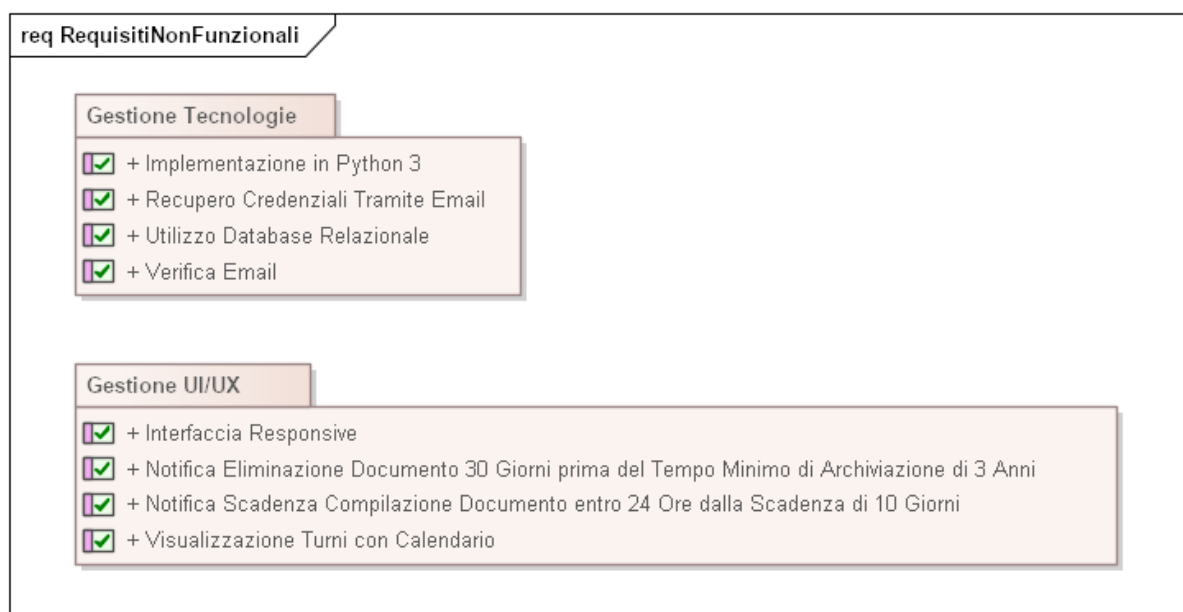 req RequisitiNonFunzionali
Gestione Tecnologie
+ Implementazione in Python 3
+ Recupero Credenziali Tramite Email
+ Utilizzo Database Relazionale
+ Verifica Email
Gestione UI/UX
+ Interfaccia Responsive
+ Notifica Eliminazione Documento 30 Giorni prima del Tempo Minimo di Archiviazione di 3 Anni
+ Notifica Scadenza Compilazione Documento entro 24 Ore dalla Scadenza di 10 Giorni
+ Visualizzazione Turni con Calendario